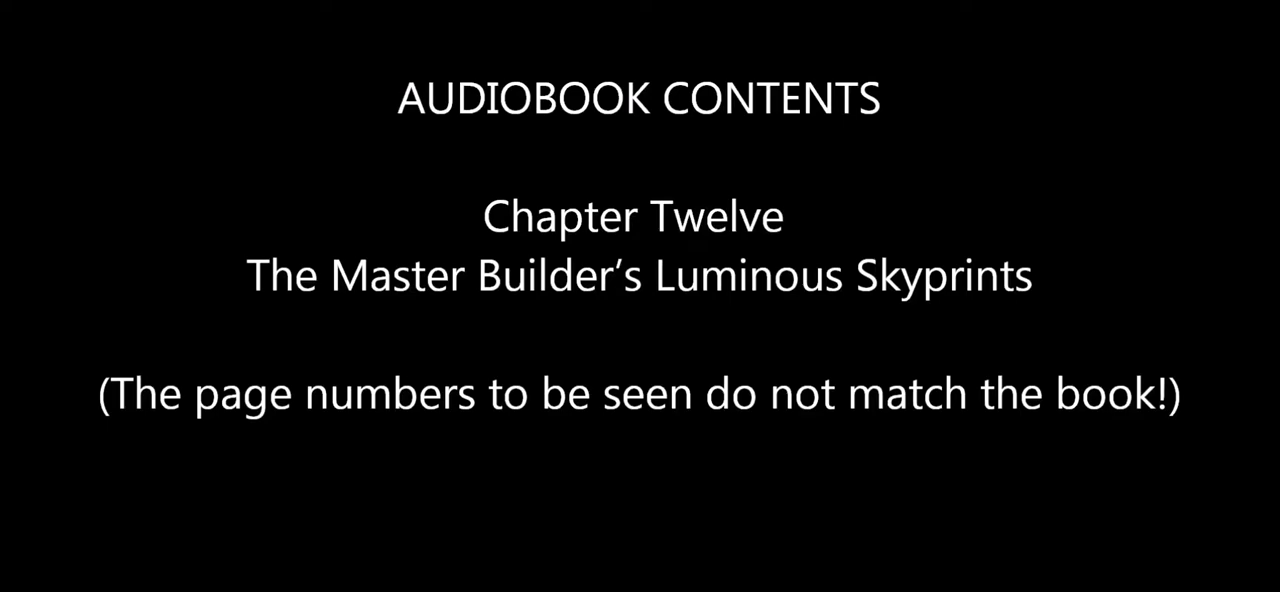 AUDIOBOOK CONTENTS
Chapter Twelve
The Master Builder’s Luminous Skyprints
(The page numbers to be seen do not match the book!)